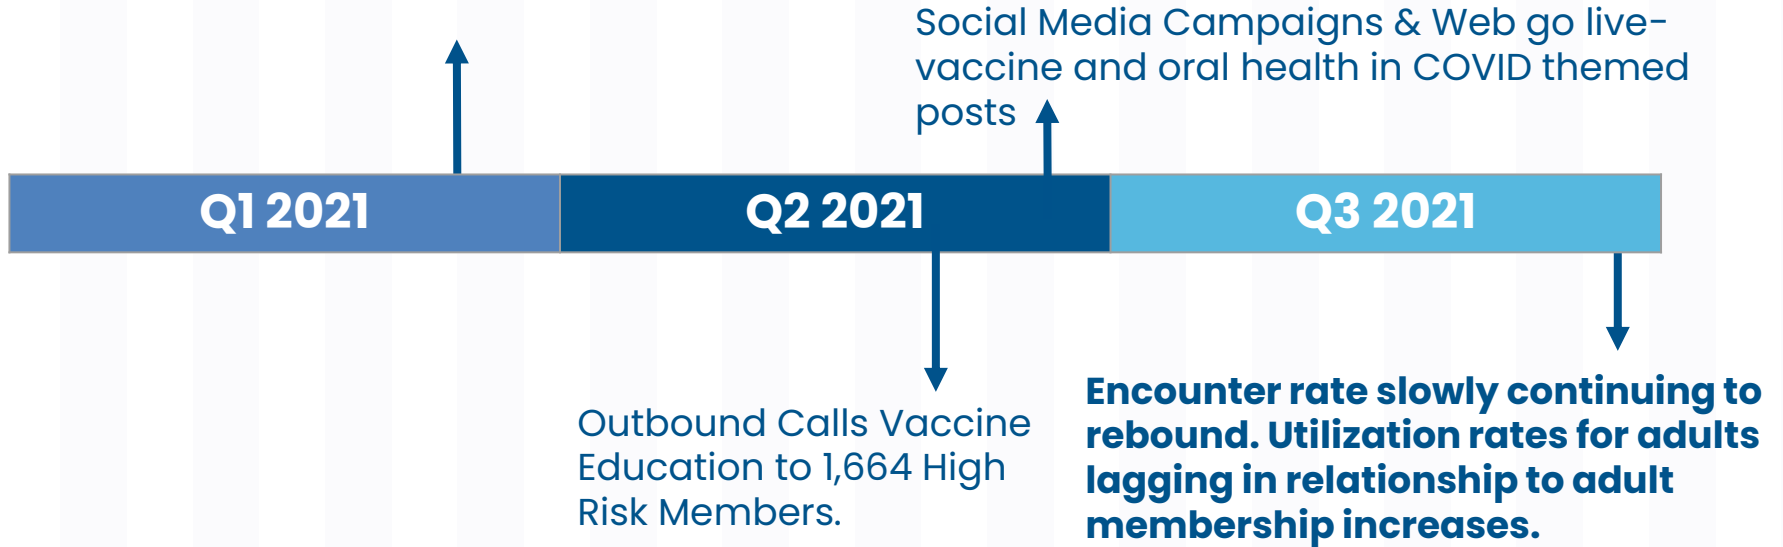 Social Media Campaigns & Web go live-
vaccine and oral health in COVID themed
posts
Q1 2021
Q2 2021
Q3 2021
Outbound Calls Vaccine
Education to 1,664 High
Risk Members.
Encounter rate slowly continuing to
rebound. Utilization rates for adults
lagging in relationship to adult
membership increases.